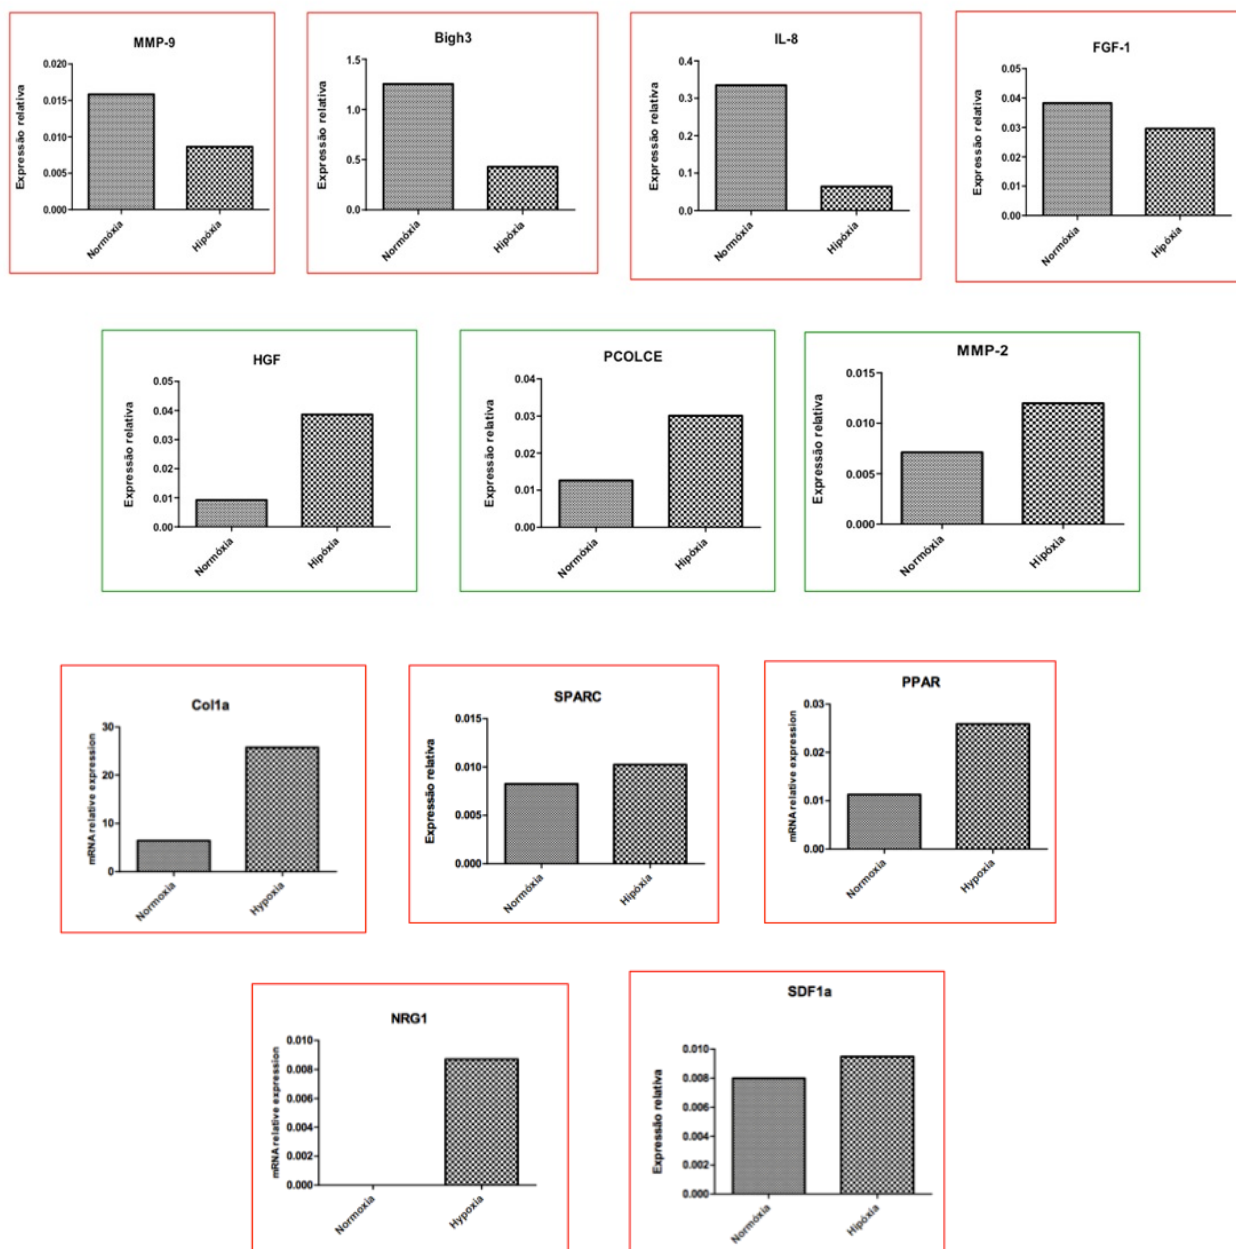 MMP-9
Expressão relativa
0.020
0.015
0.010
0.005
0.000
Normóxia
Hipóxia
Bigh3
Expressão relativa
1.5
1.0
0.5
0.0
Normóxia
Hipóxia
IL-8
Expressão relativa
0.4
0.3
0.2
0.1
0.0
Normóxia
Hipóxia
FGF-1
Expressão relativa
0.05
0.04
0.03
0.02
0.01
0.00
Normóxia
Hipóxia
HGF
Expressão relativa
0.05
0.04
0.03
0.02
0.01
0.00
Normóxia
Hipóxia
PCOLCE
Expressão relativa
0.04
0.03
0.02
0.01
0.00
Normóxia
Hipóxia
MMP-2
Expressão relativa
0.015
0.010
0.005
0.000
Normóxia
Hipóxia
Col1a
mRNA relative expression
30
20
10
0
Normoxia
Hypoxia
SPARC
Expressão relativa
0.015
0.010
0.005
0.000
Normóxia
Hipóxia
PPAR
mRNA relative expression
0.03
0.02
0.01
0.00
Normoxia
Hypoxia
NRG1
mRNA relative expression
0.010
0.008
0.006
0.004
0.002
0.000
Normoxia
Hypoxia
SDF1a
Expressão relativa
0.010
0.008
0.006
0.004
0.002
0.000
Normóxia
Hipóxia